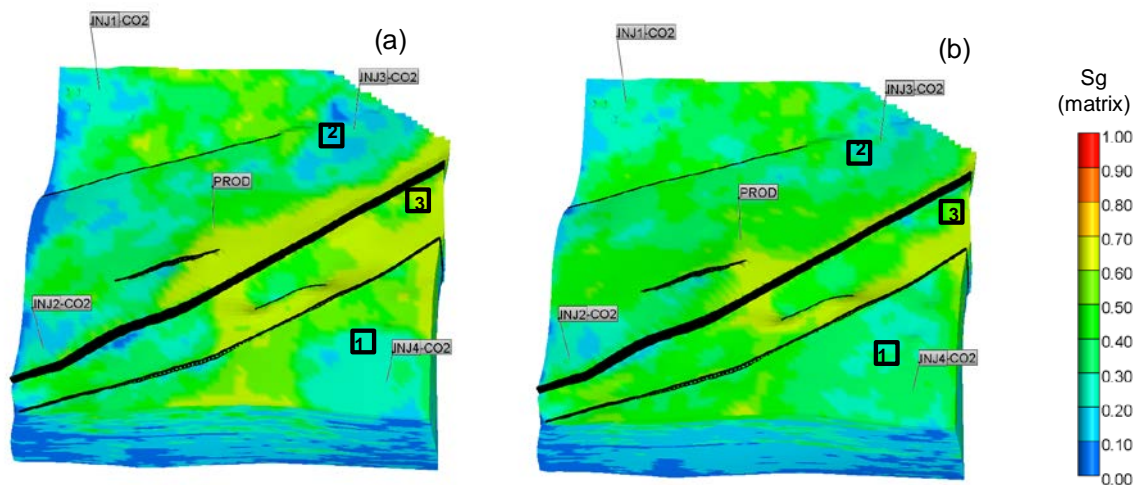 INJ1-CO2
(a)
INJ3-CO2
2
PROD
3
INJ2-CO2
1
INJ4-CO2
INJ1-CO2
(b)
INJ3-CO2
2
PROD
3
INJ2-CO2
1
INJ4-CO2
Sg
(matrix)
1.00
0.90
0.80
0.70
0.60
0.50
0.40
0.30
0.20
0.10
0.00